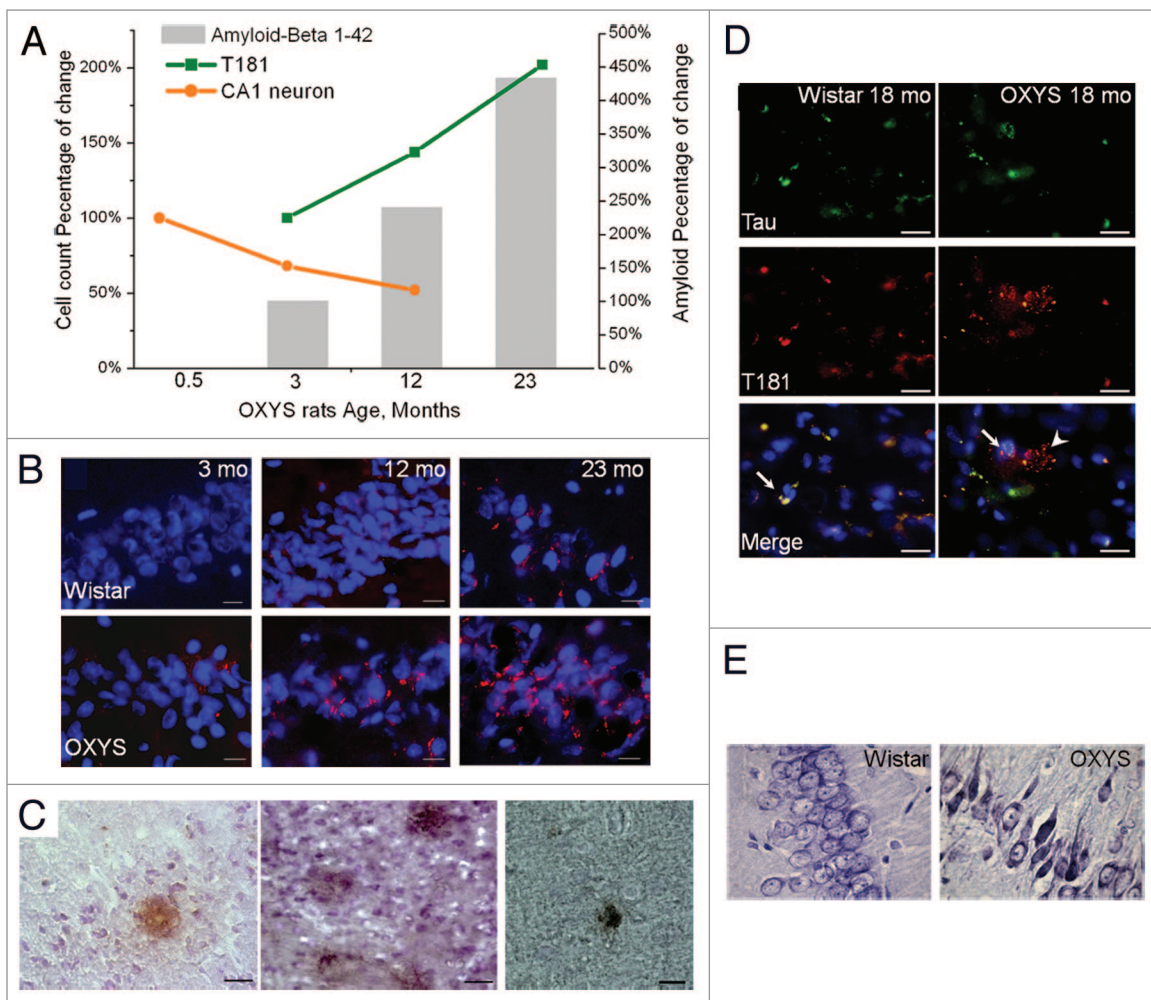 A
Amyloid-Beta 1-42
T181
CA1 neuron
Cell count Pecentage of change
200%
150%
100%
50%
0%
500%
450%
400%
350%
300%
250%
200%
150%
100%
50%
0%
Amyloid Pecentage of change
0.5 3 12 23
OXYS rats Age, Months
B
3 mo 12 mo 23 mo
Wistar
OXYS
C
D
Wistar 18 mo OXYS 18 mo
Tau
T181
Merge
E
Wistar OXYS